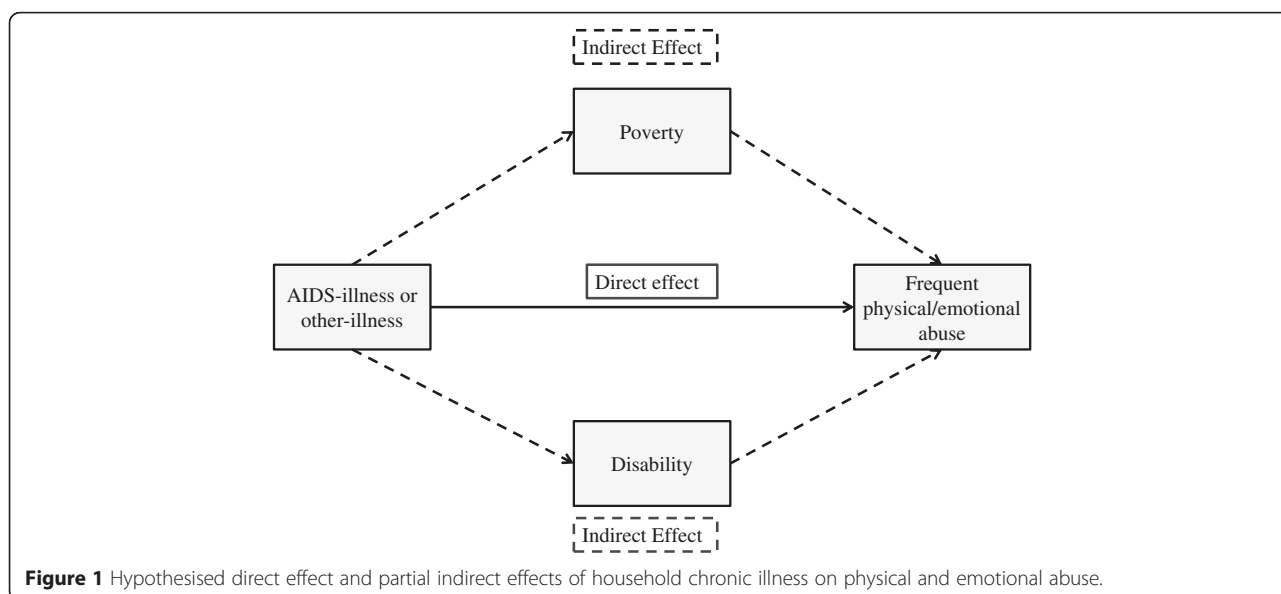 Indirect Effect
Poverty
AIDS-illness or
other-illness
Direct effect
Frequent
physical/emotional
abuse
Disability
Indirect Effect
Figure 1 Hypothesised direct effect and partial indirect effects of household chronic illness on physical and emotional abuse.